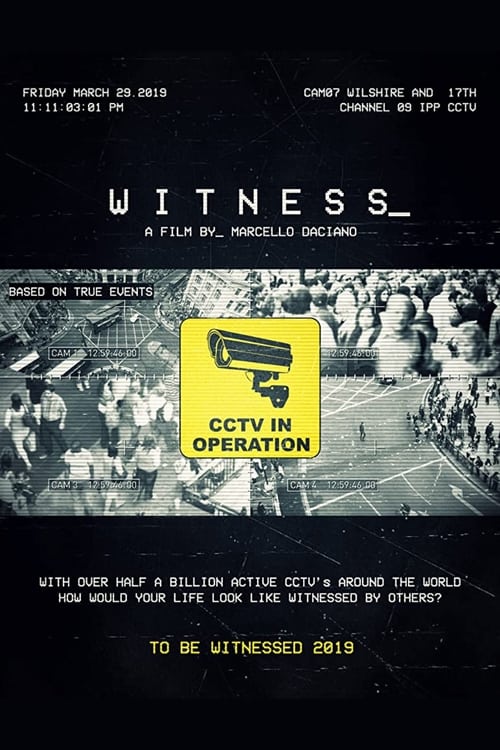 FRIDAY MARCH 29.2019
11:11:03:01 PM
CAM07 WILSHIRE AND 17TH
CHANNEL 09 IPP CCTV
WITNESS_
A FILM BY_ MARCELLO DACIANO
BASED ON TRUE EVENTS
CAM 1 12:59:46:00
12:59:46:00
CCTV IN
OPERATION
CAM 3 12:59:46:00
CAM 4 12:59:46:00
WITH OVER HALF A BILLION ACTIVE CCTV's AROUND THE WORLD
HOW WOULD YOUR LIFE LOOK LIKE WITNESSED BY OTHERS?
TO BE WITNESSED 2019